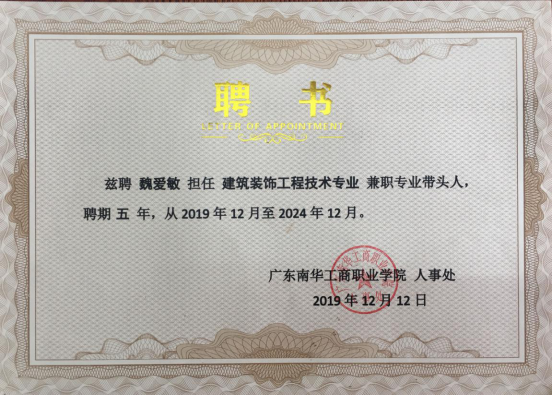 聘 书
LETTER OF APPOINTMENT
兹聘 魏爱敏 担任 建筑装饰工程技术专业 兼职专业带头人，
聘期 五 年，从 2019 年 12 月至 2024 年 12 月。
广东南华工商职业学院 人事处
2019 年 12 月 12 日